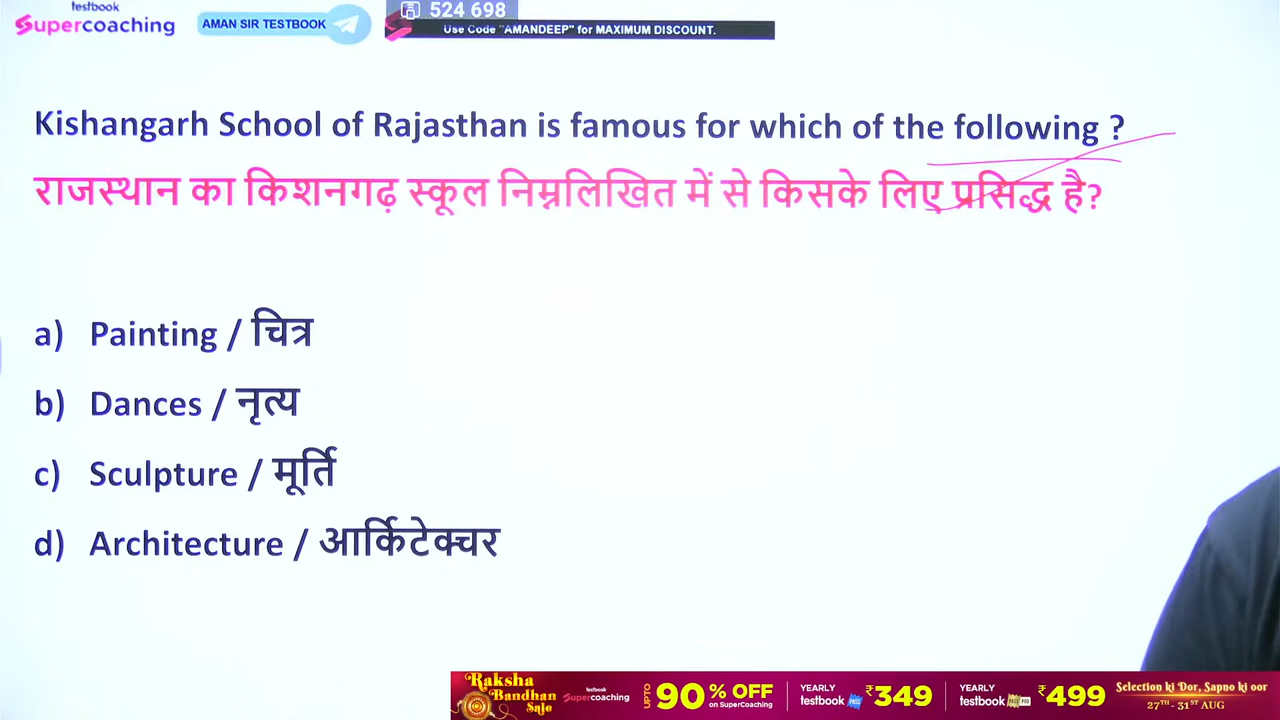 testbook
Supercoaching
AMAN SIR TESTBOOK
524 698
Use Code "AMANDEEP" for MAXIMUM DISCOUNT.
Kishangarh School of Rajasthan is famous for which of the following ?
राजस्थान का किशनगढ़ स्कूल निम्नलिखित में से किसके लिए प्रसिद्ध है?
a) Painting / चित्र
b) Dances / नृत्य
c) Sculpture / मूर्ति
d) Architecture / आर्किटेक्चर
Raksha Bandhan Sale
testbook Supercoaching
UPTO 90% OFF on SuperCoaching
YEARLY testbook PASS ₹349
YEARLY testbook PASS PRO ₹499
Selection ki Dor, Sapno ki oor
27TH - 31ST AUG